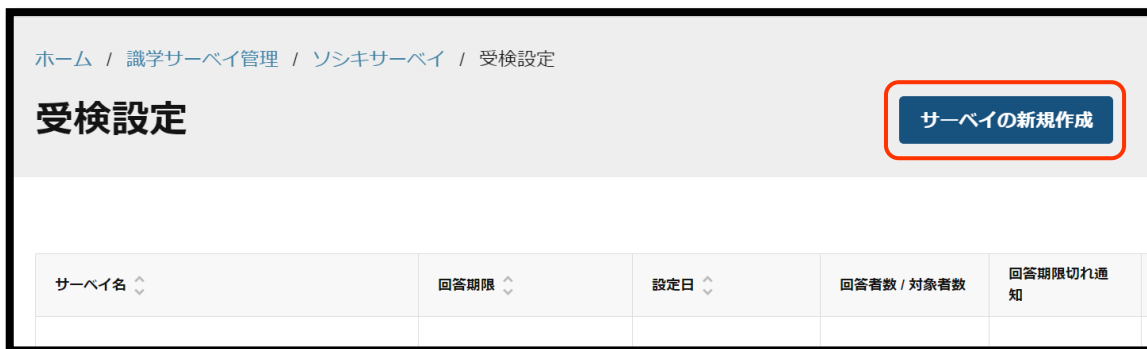 ホーム / 識学サーベイ管理 / ソシキサーベイ / 受検設定
受検設定
サーベイの新規作成
サーベイ名 回答期限 設定日 回答者数 / 対象者数 回答期限切れ通
知